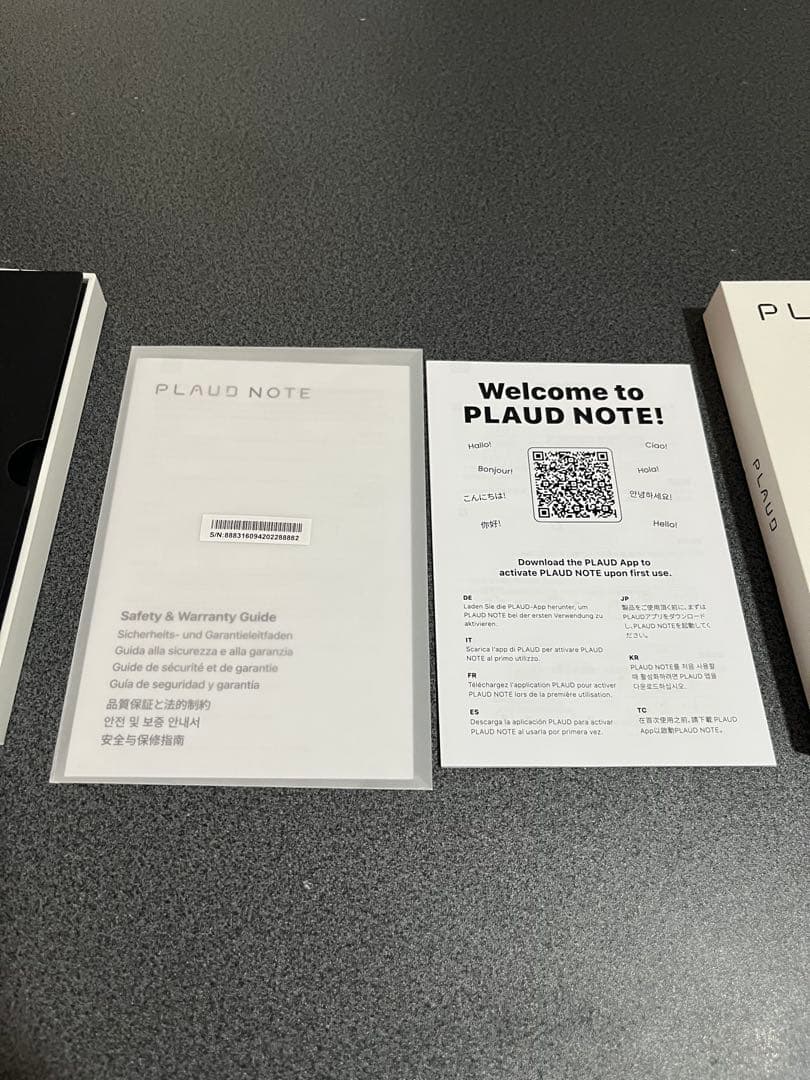 PLAUD NOTE
S/N:888316094202288882
Safety & Warranty Guide
Sicherheits- und Garantieleitfaden
Guida alla sicurezza e alla garanzia
Guide de sécurité et de garantie
Guía de seguridad y garantía
品質保証と法的制約
안전 및 보증 안내서
安全与保修指南
Welcome to
PLAUD NOTE!
Hallo!
Ciao!
Bonjour!
Hola!
こんにちは!
안녕하세요!
你好!
Hello!
Download the PLAUD App to
activate PLAUD NOTE upon first use.
DE
Laden Sie die PLAUD-App herunter, um
PLAUD NOTE bei der ersten Verwendung zu
aktivieren.
IT
Scarica l'app di PLAUD per attivare PLAUD
NOTE al primo utilizzo.
FR
Téléchargez l'application PLAUD pour activer
PLAUD NOTE lors de la première utilisation.
ES
Descarga la aplicación PLAUD para activar
PLAUD NOTE al usarla por primera vez.
JP
製品をご使用頂く前に、まずは
PLAUDアプリをダウンロード
し、PLAUD NOTEを起動してく
ださい。
KR
PLAUD NOTE를 처음 사용할
때 활성화하려면 PLAUD 앱을
다운로드하십시오.
TC
在首次使用之前，請下載 PLAUD
App以啟動PLAUD NOTE。
PL
PLAUD